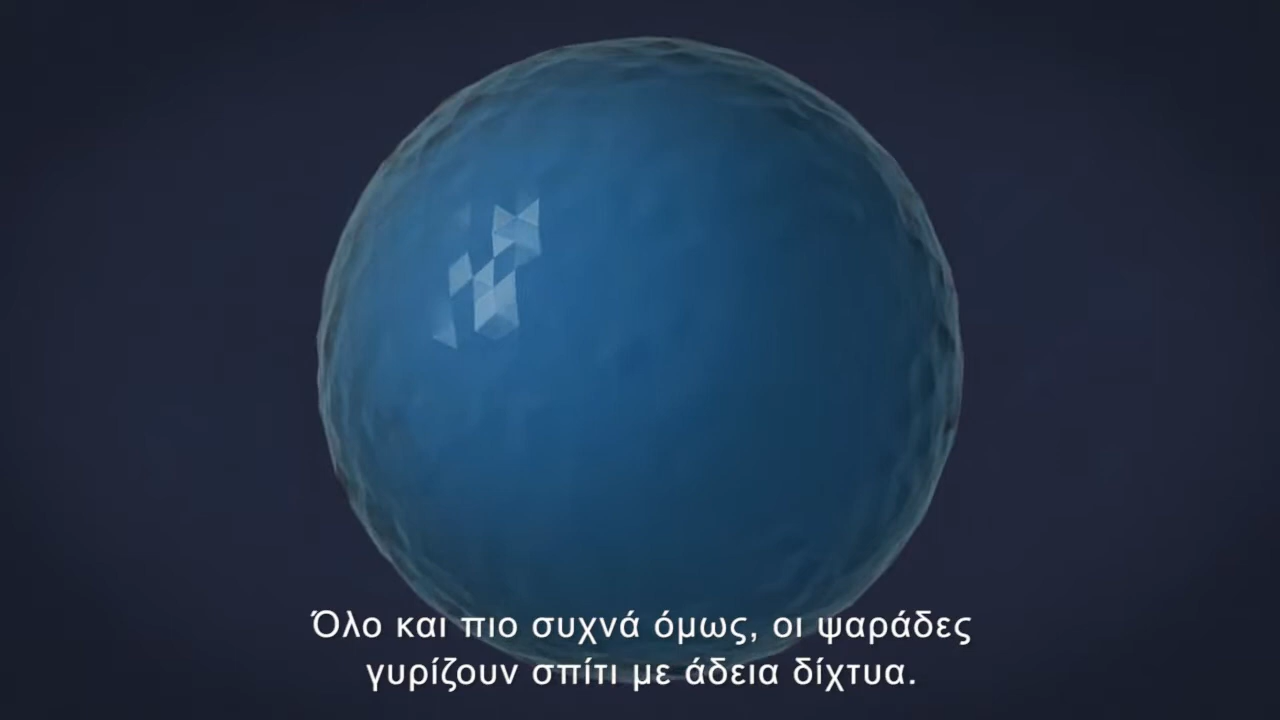 Όλο και πιο συχνά όμως, οι ψαράδες
γυρίζουν σπίτι με άδεια δίχτυα.